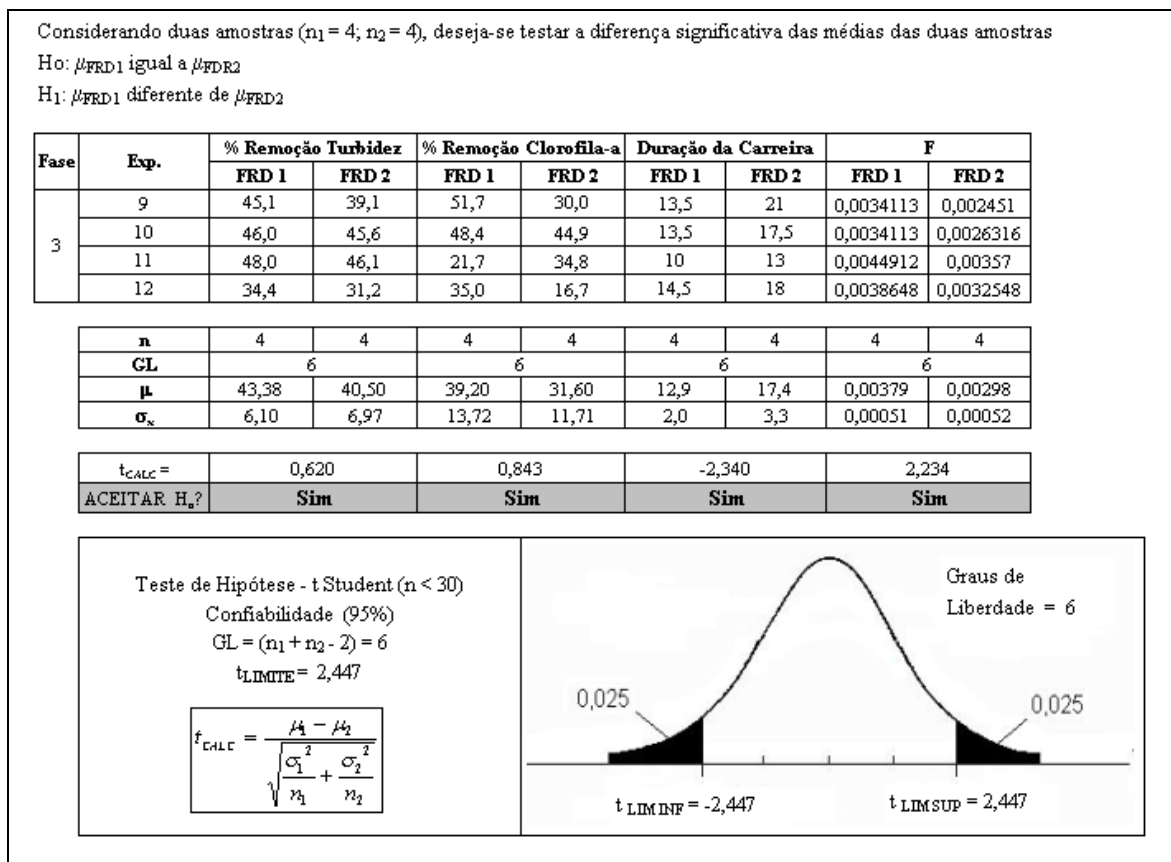 Considerando duas amostras (n1 = 4; n2 = 4), deseja-se testar a diferença significativa das médias das duas amostras
Ho: μFRD1 igual a μFDR2
H1: μFRD1 diferente de μFRD2
Fase Exp. % Remoção Turbidez % Remoção Clorofila-a Duração da Carreira F
FRD 1 FRD 2 FRD 1 FRD 2 FRD 1 FRD 2 FRD 1 FRD 2
3
9 45,1 39,1 51,7 30,0 13,5 21 0,0034113 0,002451
10 46,0 45,6 48,4 44,9 13,5 17,5 0,0034113 0,0026316
11 48,0 46,1 21,7 34,8 10 13 0,0044912 0,00357
12 34,4 31,2 35,0 16,7 14,5 18 0,0038648 0,0032548
n 4 4 4 4 4 4 4 4
GL 6 6 6 6
μ 43,38 40,50 39,20 31,60 12,9 17,4 0,00379 0,00298
σx 6,10 6,97 13,72 11,71 2,0 3,3 0,00051 0,00052
tCALC = 0,620 0,843 -2,340 2,234
ACEITAR Ho? Sim Sim Sim Sim
Teste de Hipótese - t Student (n < 30)
Confiabilidade (95%)
GL = (n1 + n2 - 2) = 6
tLIMITE = 2,447
tCALC = (μ1 − μ2) / √(σ1²/n1 + σ2²/n2)
Graus de
Liberdade = 6
0,025
0,025
t LIM INF = -2,447
t LIM SUP = 2,447